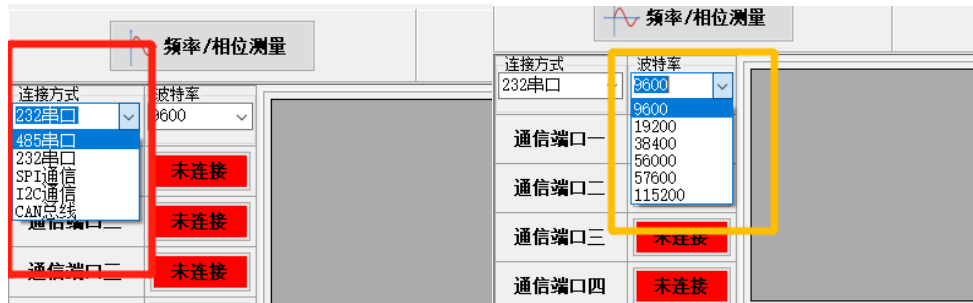 频率/相位测量
连接方式
波特率
232串口
9600
485串口
232串口
SPI通信
I2C通信
CAN总线
未连接
通信端口二
未连接
通信端口三
未连接
频率/相位测量
连接方式
波特率
232串口
9600
9600
19200
38400
56000
57600
115200
通信端口一
通信端口二
通信端口三
未连接
通信端口四
未连接